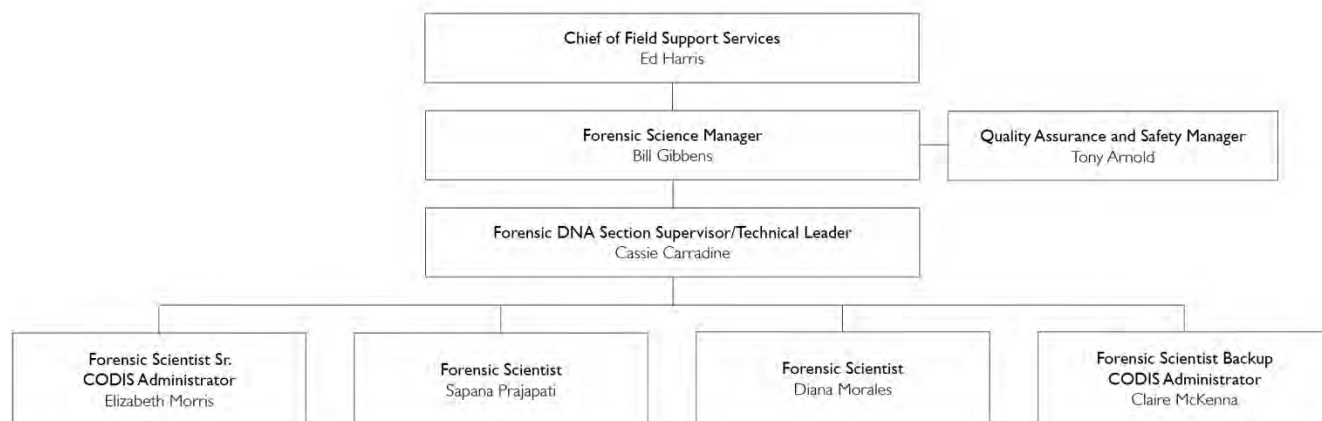 Chief of Field Support Services
Ed Harris
Forensic Science Manager
Bill Gibbens
Quality Assurance and Safety Manager
Tony Arnold
Forensic DNA Section Supervisor/Technical Leader
Cassie Carradine
Forensic Scientist Sr.
CODIS Administrator
Elizabeth Morris
Forensic Scientist
Sapana Prajapati
Forensic Scientist
Diana Morales
Forensic Scientist Backup
CODIS Administrator
Claire McKenna